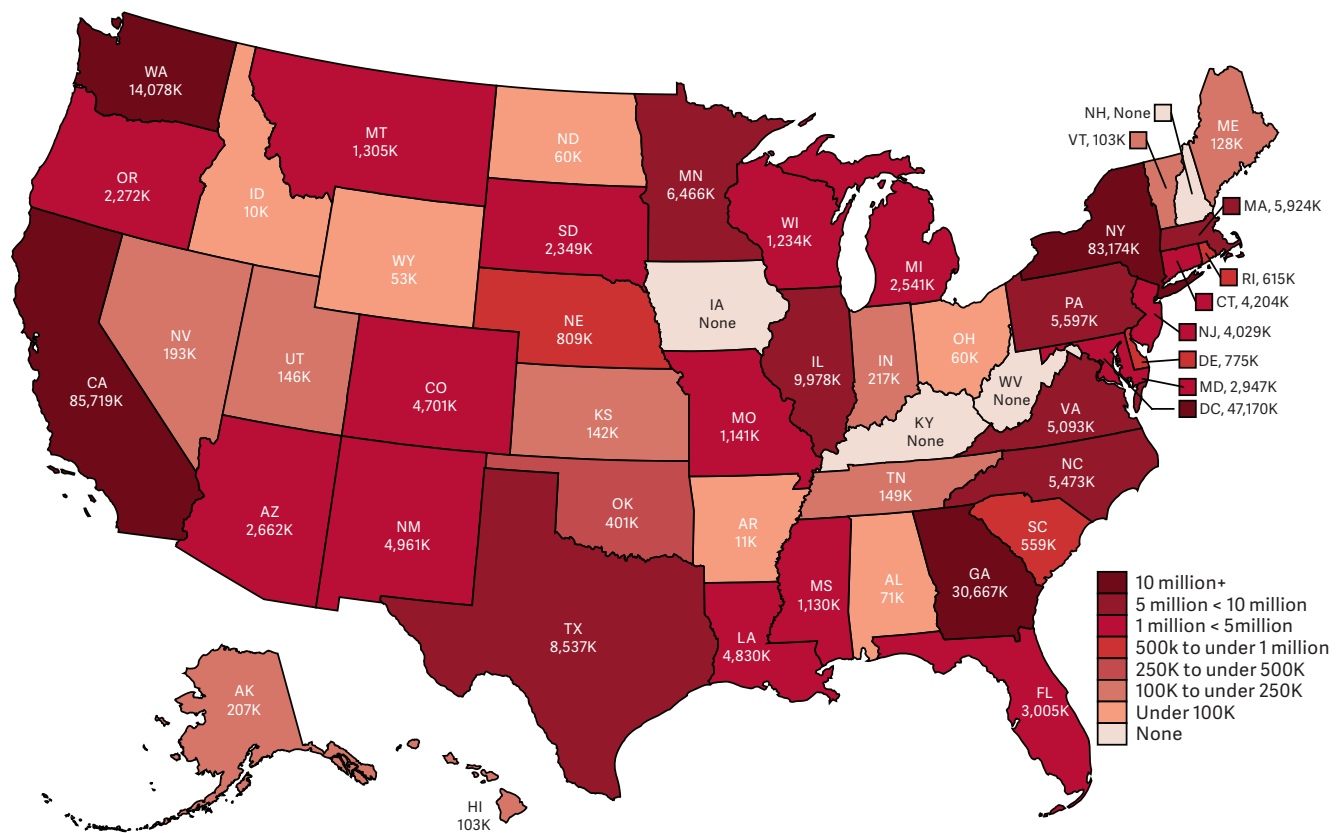 WA
14,078K
MT
1,305K
ND
60K
MN
6,466K
NH, None
VT, 103K
ME
128K
OR
2,272K
ID
10K
SD
2,349K
WI
1,234K
MI
2,541K
NY
83,174K
MA, 5,924K
RI, 615K
CT, 4,204K
WY
53K
IA
None
NE
809K
PA
5,597K
NJ, 4,029K
NV
193K
UT
146K
CO
4,701K
IL
9,978K
IN
217K
OH
60K
DE, 775K
MD, 2,947K
DC, 47,170K
CA
85,719K
KS
142K
MO
1,141K
WV
None
KY
None
VA
5,093K
AZ
2,662K
NM
4,961K
OK
401K
AR
11K
TN
149K
NC
5,473K
SC
559K
TX
8,537K
LA
4,830K
MS
1,130K
AL
71K
GA
30,667K
FL
3,005K
AK
207K
HI
103K
10 million+
5 million < 10 million
1 million < 5million
500k to under 1 million
250K to under 500K
100K to under 250K
Under 100K
None